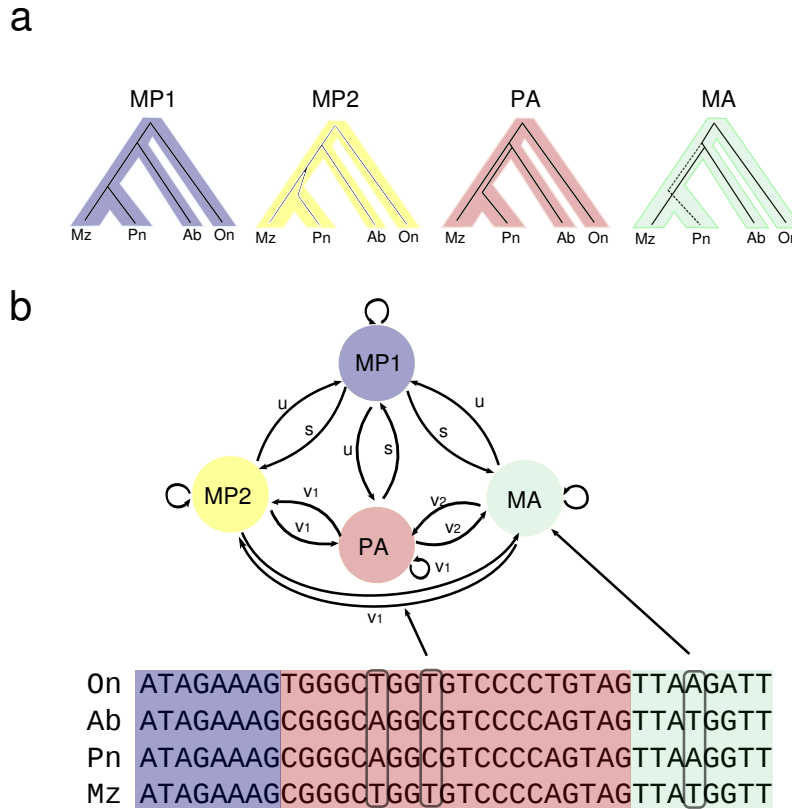 a
MP1 MP2 PA MA
Mz Pn Ab On Mz Pn Ab On Mz Pn Ab On Mz Pn Ab On
b
MP1
u s u s s u
MP2 v1 v1 PA v2 v2 MA
v1
v1
On ATAGAAAGTGGGCTGGTGTCCCCTGTAGTTAAGATT
Ab ATAGAAAGCGGGCAGGCGTCCCCAGTAGTTATGGTT
Pn ATAGAAAGCGGGCAGGCGTCCCCAGTAGTTAAGGTT
Mz ATAGAAAGCGGGCTGGTGTCCCCAGTAGTTATGGTT